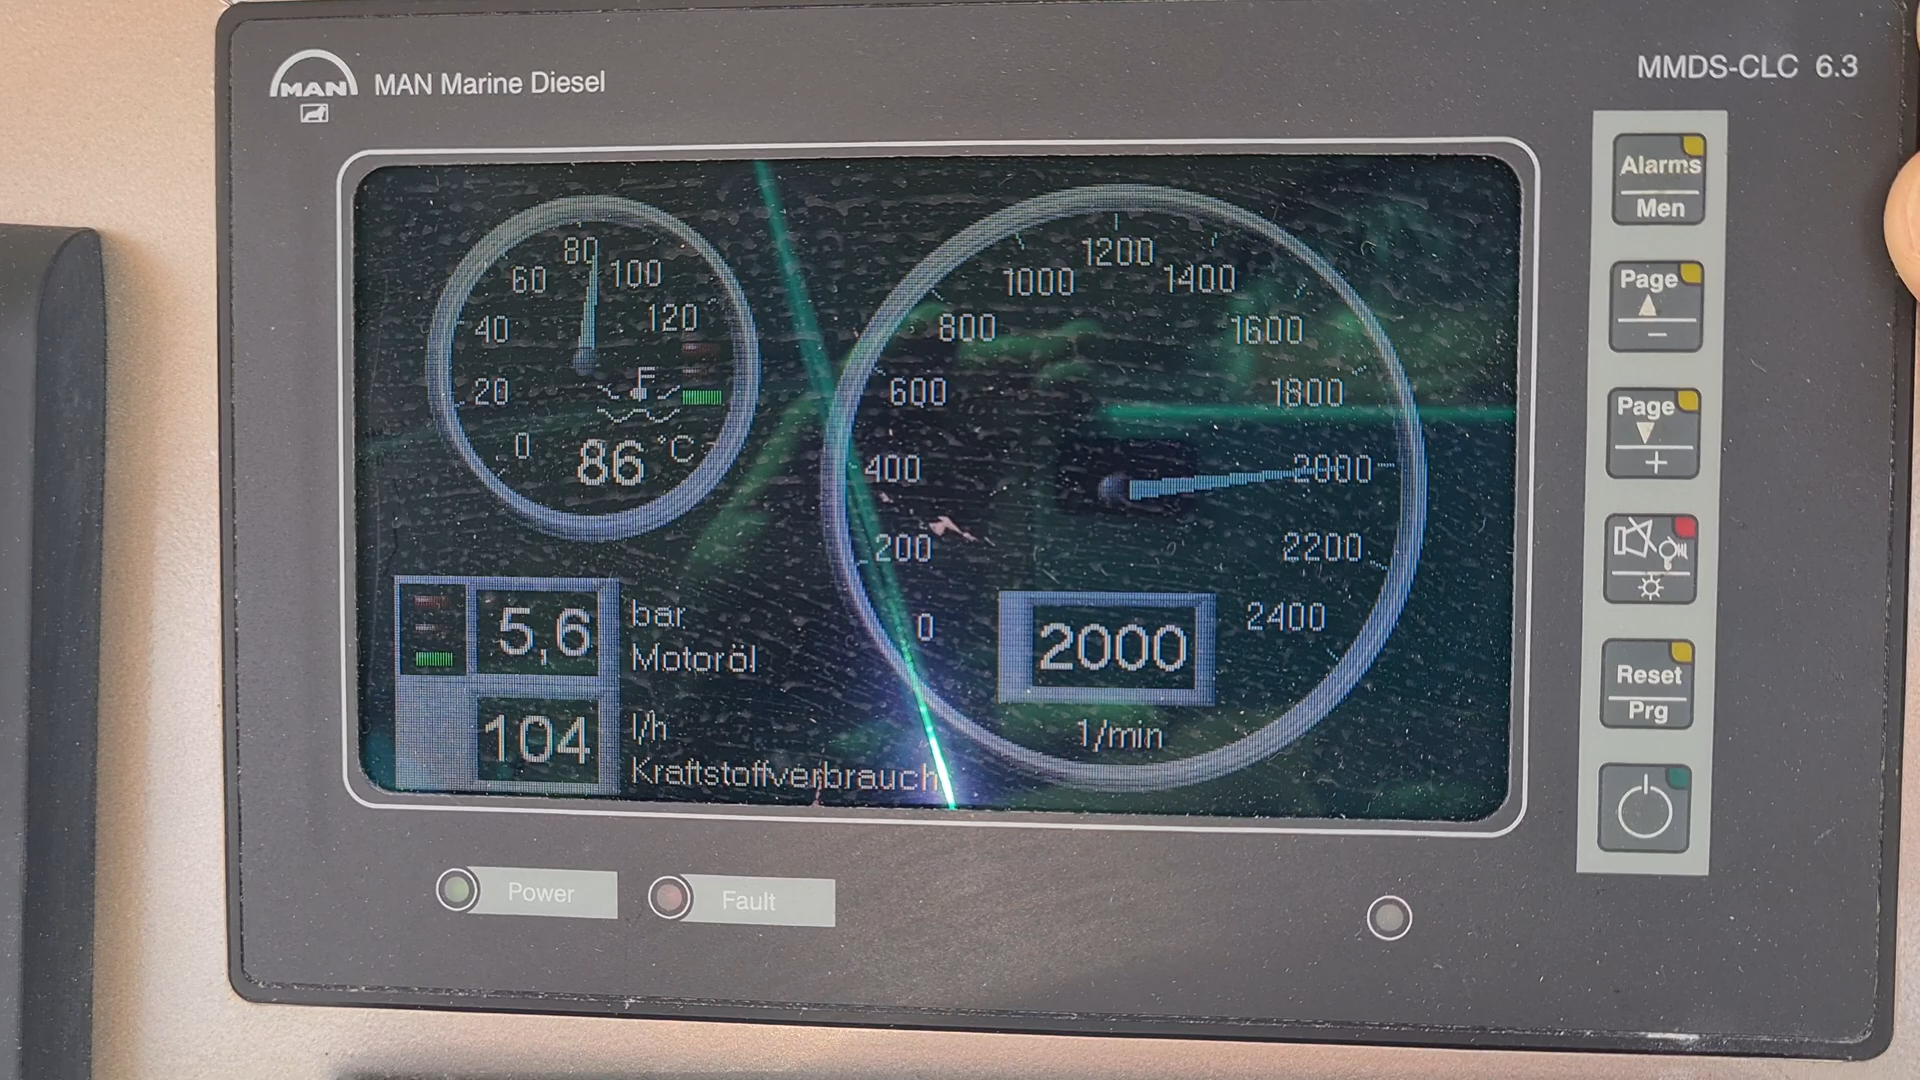 MAN
MAN Marine Diesel
MMDS-CLC 6.3
0
20
40
60
80
100
120
86 °C
0
200
400
600
800
1000
1200
1400
1600
1800
2000
2200
2400
2000
1/min
5,6
bar
Motoröl
104
l/h
Kraftstoffverbrauch
Alarms
Men
Page
−
Page
+
Reset
Prg
Power
Fault